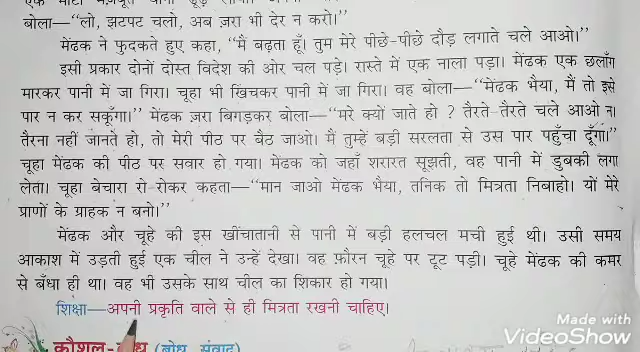 बोला—“लो, झटपट चलो, अब ज़रा भी देर न करो।”
मेंढक ने फुदकते हुए कहा, “मैं बढ़ता हूँ। तुम मेरे पीछे-पीछे दौड़ लगाते चले आओ।”
इसी प्रकार दोनों दोस्त विदेश की ओर चल पड़े। रास्ते में एक नाला पड़ा। मेंढक एक छलाँग
मारकर पानी में जा गिरा। चूहा भी खिंचकर पानी में जा गिरा। वह बोला—“मेंढक भैया, मैं तो इसे
पार न कर सकूँगा।” मेंढक ज़रा बिगड़कर बोला—“मरे क्यों जाते हो ? तैरते-तैरते चले आओ न।
तैरना नहीं जानते हो, तो मेरी पीठ पर बैठ जाओ। मैं तुम्हें बड़ी सरलता से उस पार पहुँचा दूँगा।”
चूहा मेंढक की पीठ पर सवार हो गया। मेंढक को जहाँ शरारत सूझती, वह पानी में डुबकी लगा
लेता। चूहा बेचारा रो-रोकर कहता—“मान जाओ मेंढक भैया, तनिक तो मित्रता निबाहो। यों मेरे
प्राणों के ग्राहक न बनो।”
मेंढक और चूहे की इस खींचातानी से पानी में बड़ी हलचल मची हुई थी। उसी समय
आकाश में उड़ती हुई एक चील ने उन्हें देखा। वह फ़ौरन चूहे पर टूट पड़ी। चूहे मेंढक की कमर
से बँधा ही था। वह भी उसके साथ चील का शिकार हो गया।
शिक्षा—अपनी प्रकृति वाले से ही मित्रता रखनी चाहिए।
(बोध, संवाद)
Made with
VideoShow